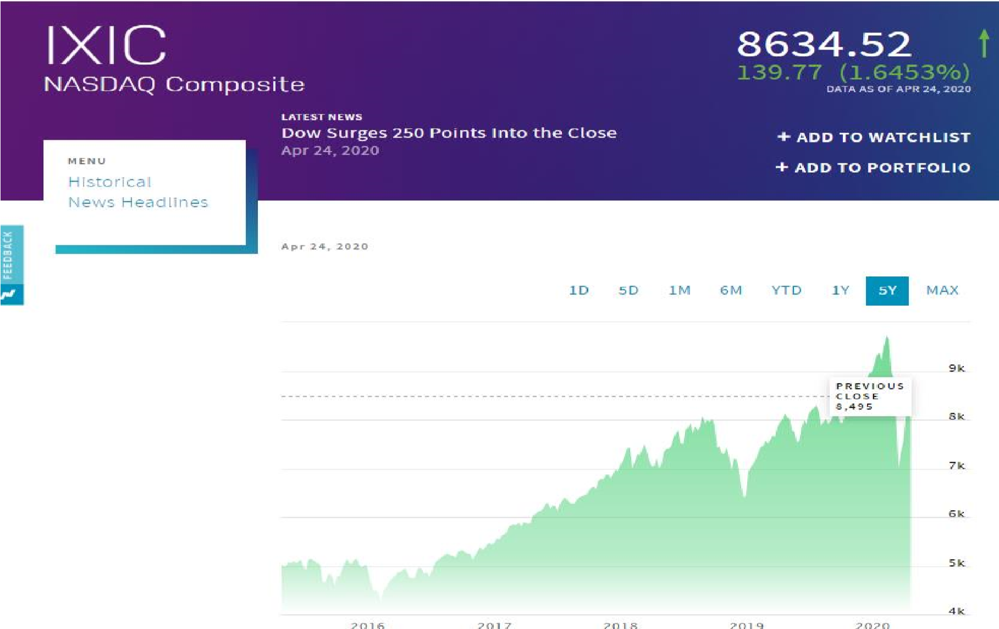 IXIC
NASDAQ Composite
8634.52
139.77 (1.6453%)
DATA AS OF APR 24, 2020
LATEST NEWS
Dow Surges 250 Points Into the Close
Apr 24, 2020
+ ADD TO WATCHLIST
+ ADD TO PORTFOLIO
MENU
Historical
News Headlines
FEEDBACK
Apr 24, 2020
1D 5D 1M 6M YTD 1Y 5Y MAX
9k
PREVIOUS
CLOSE
8,495
8k
7k
6k
5k
4k
2016 2017 2018 2019 2020